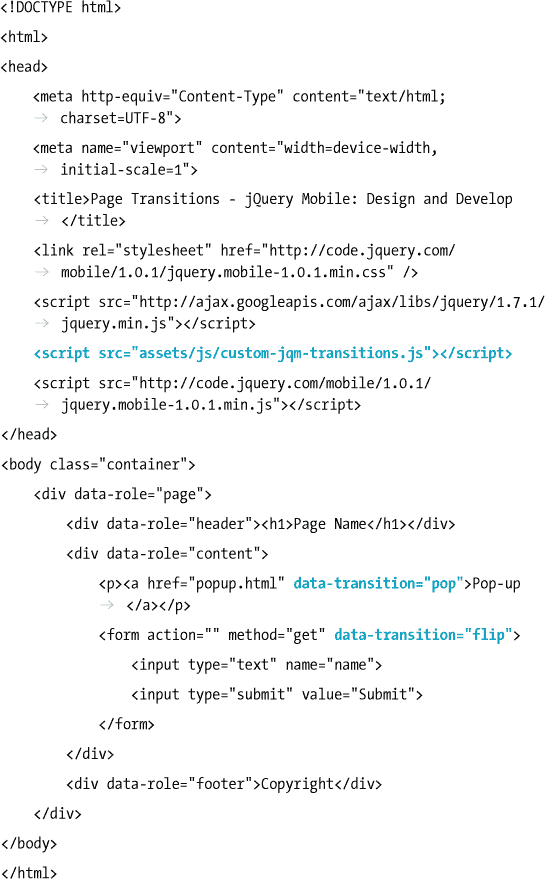 <!DOCTYPE html>
<html>
<head>
<meta http-equiv="Content-Type" content="text/html;
→ charset=UTF-8">
<meta name="viewport" content="width=device-width,
→ initial-scale=1">
<title>Page Transitions - jQuery Mobile: Design and Develop
→ </title>
<link rel="stylesheet" href="http://code.jquery.com/
→ mobile/1.0.1/jquery.mobile-1.0.1.min.css" />
<script src="http://ajax.googleapis.com/ajax/libs/jquery/1.7.1/
→ jquery.min.js"></script>
<script src="assets/js/custom-jqm-transitions.js"></script>
<script src="http://code.jquery.com/mobile/1.0.1/
→ jquery.mobile-1.0.1.min.js"></script>
</head>
<body class="container">
<div data-role="page">
<div data-role="header"><h1>Page Name</h1></div>
<div data-role="content">
<p><a href="popup.html" data-transition="pop">Pop-up
→ </a></p>
<form action="" method="get" data-transition="flip">
<input type="text" name="name">
<input type="submit" value="Submit">
</form>
</div>
<div data-role="footer">Copyright</div>
</div>
</body>
</html>